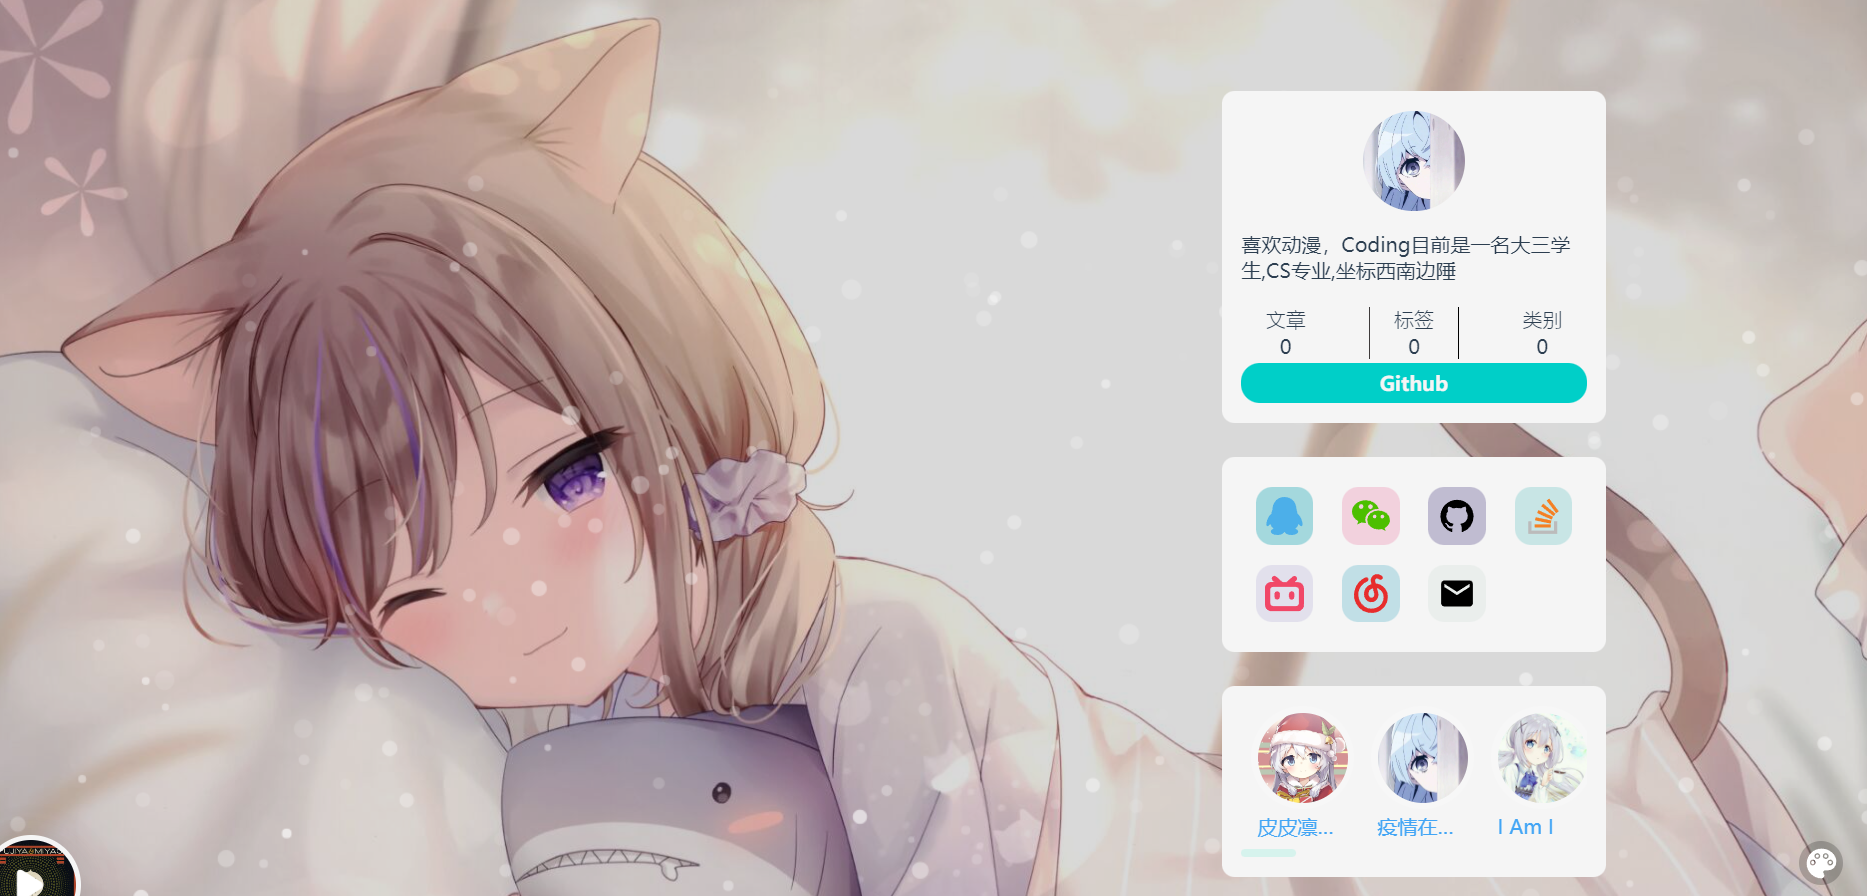 喜欢动漫，Coding目前是一名大三学
生,CS专业,坐标西南边陲
文章 标签 类别
0 0 0
Github
皮皮凛... 疫情在... I Am I